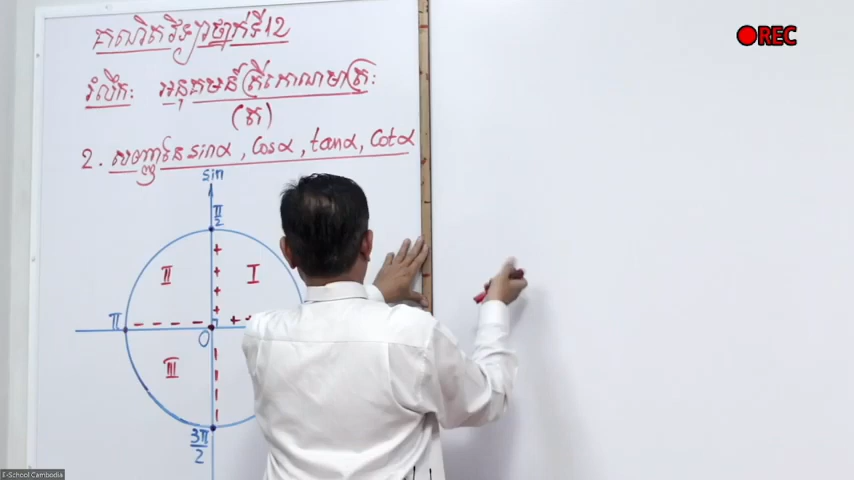 គណិតវិទ្យាថ្នាក់ទី12
រំលឹក: អនុគមន៍ត្រីកោណមាត្រ
(ត)
2. សញ្ញានៃ sinα, cosα, tanα, cotα
sin
π/2
II I
π
O
III
3π/2
REC
E-School Cambodia